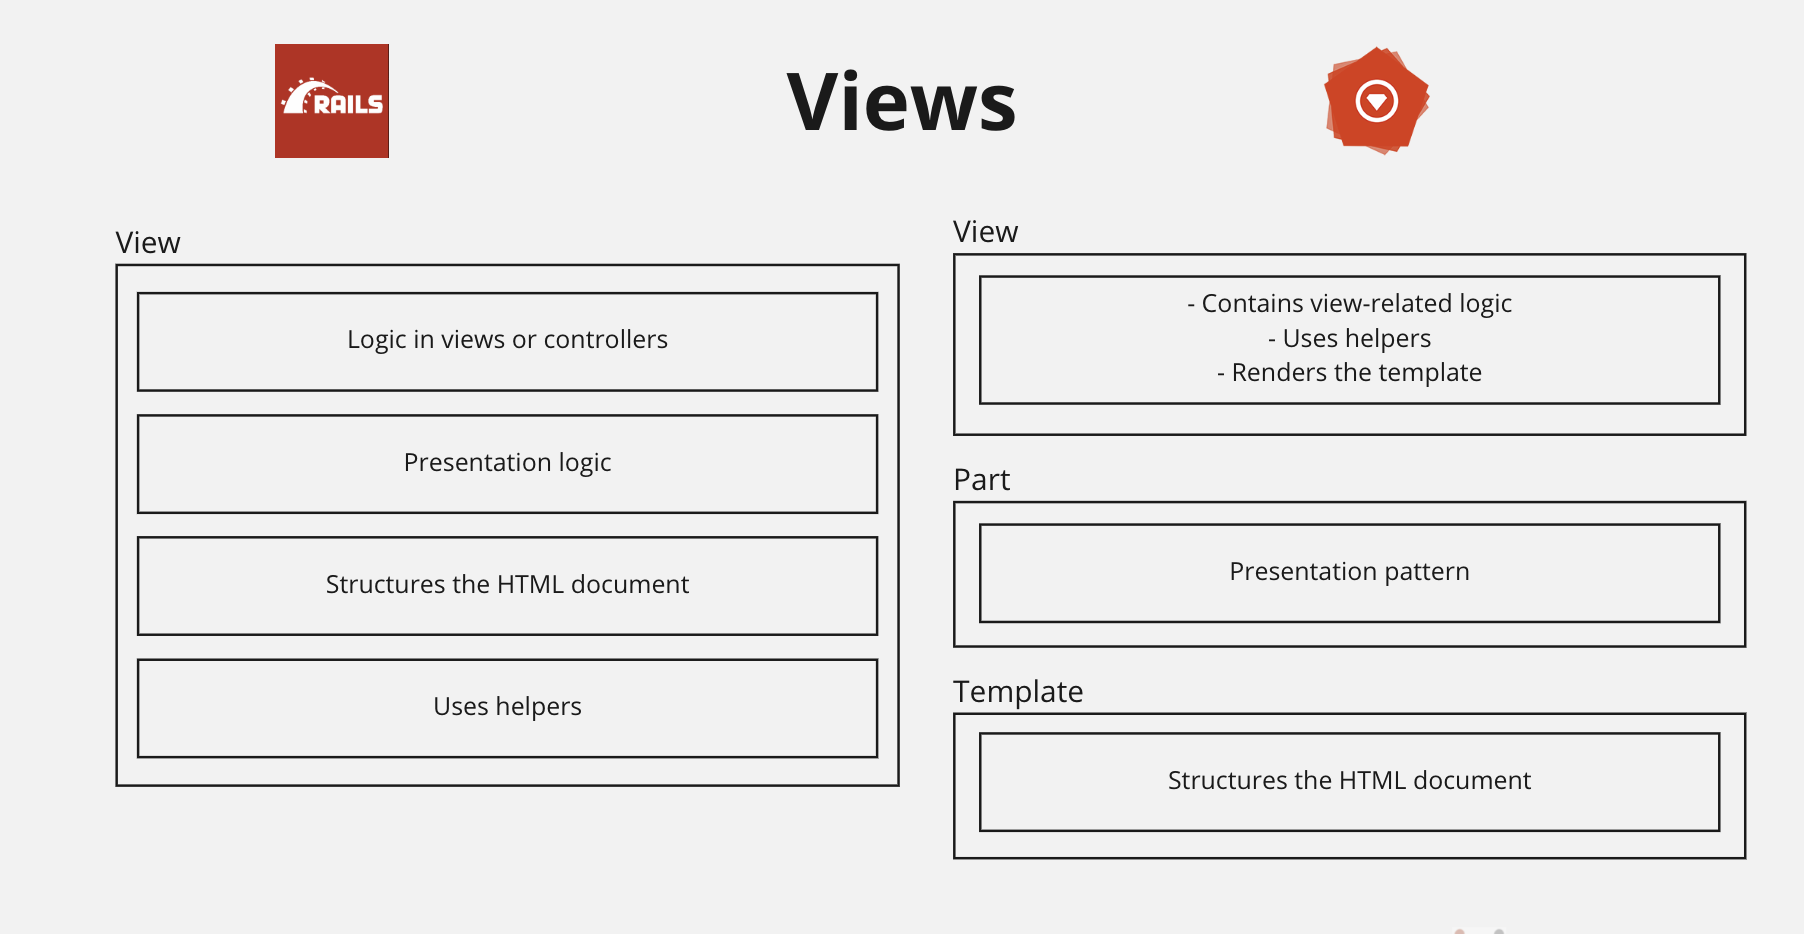 RAILS
Views
View
Logic in views or controllers
Presentation logic
Structures the HTML document
Uses helpers
View
- Contains view-related logic
- Uses helpers
- Renders the template
Part
Presentation pattern
Template
Structures the HTML document